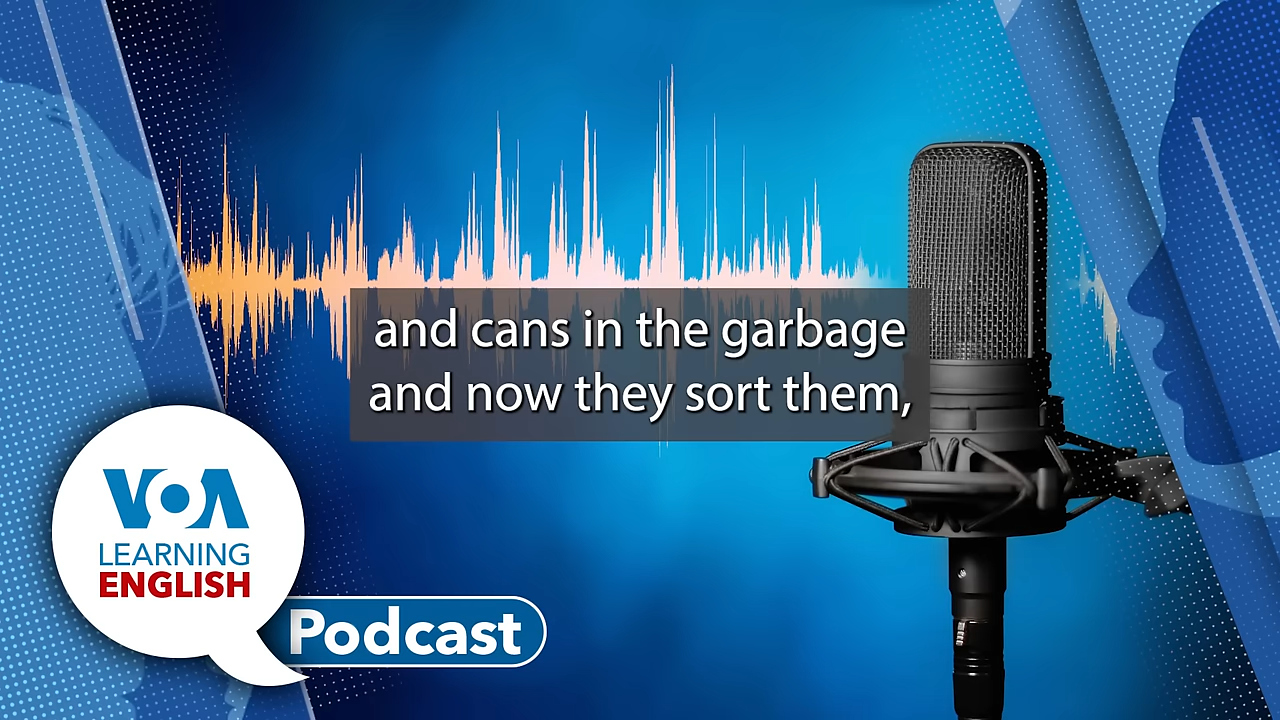 and cans in the garbage
and now they sort them,
VOA
LEARNING
ENGLISH
Podcast